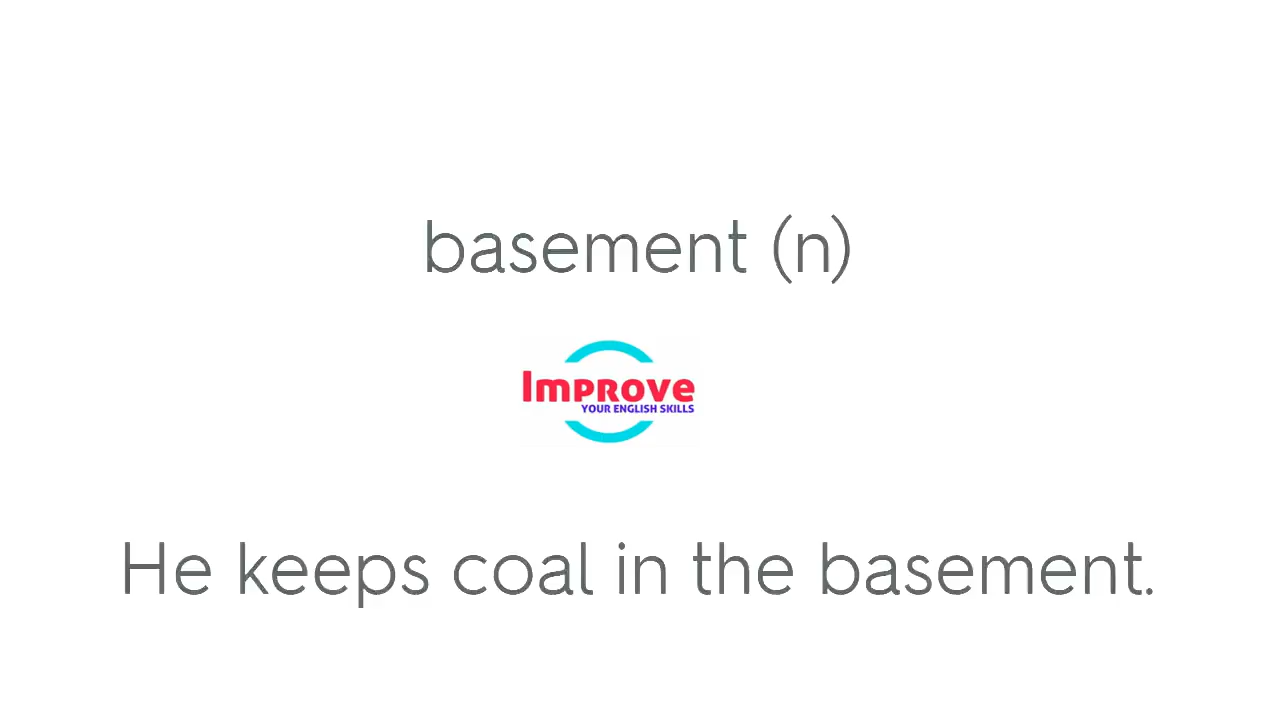 basement (n)
Improve
YOUR ENGLISH SKILLS
He keeps coal in the basement.